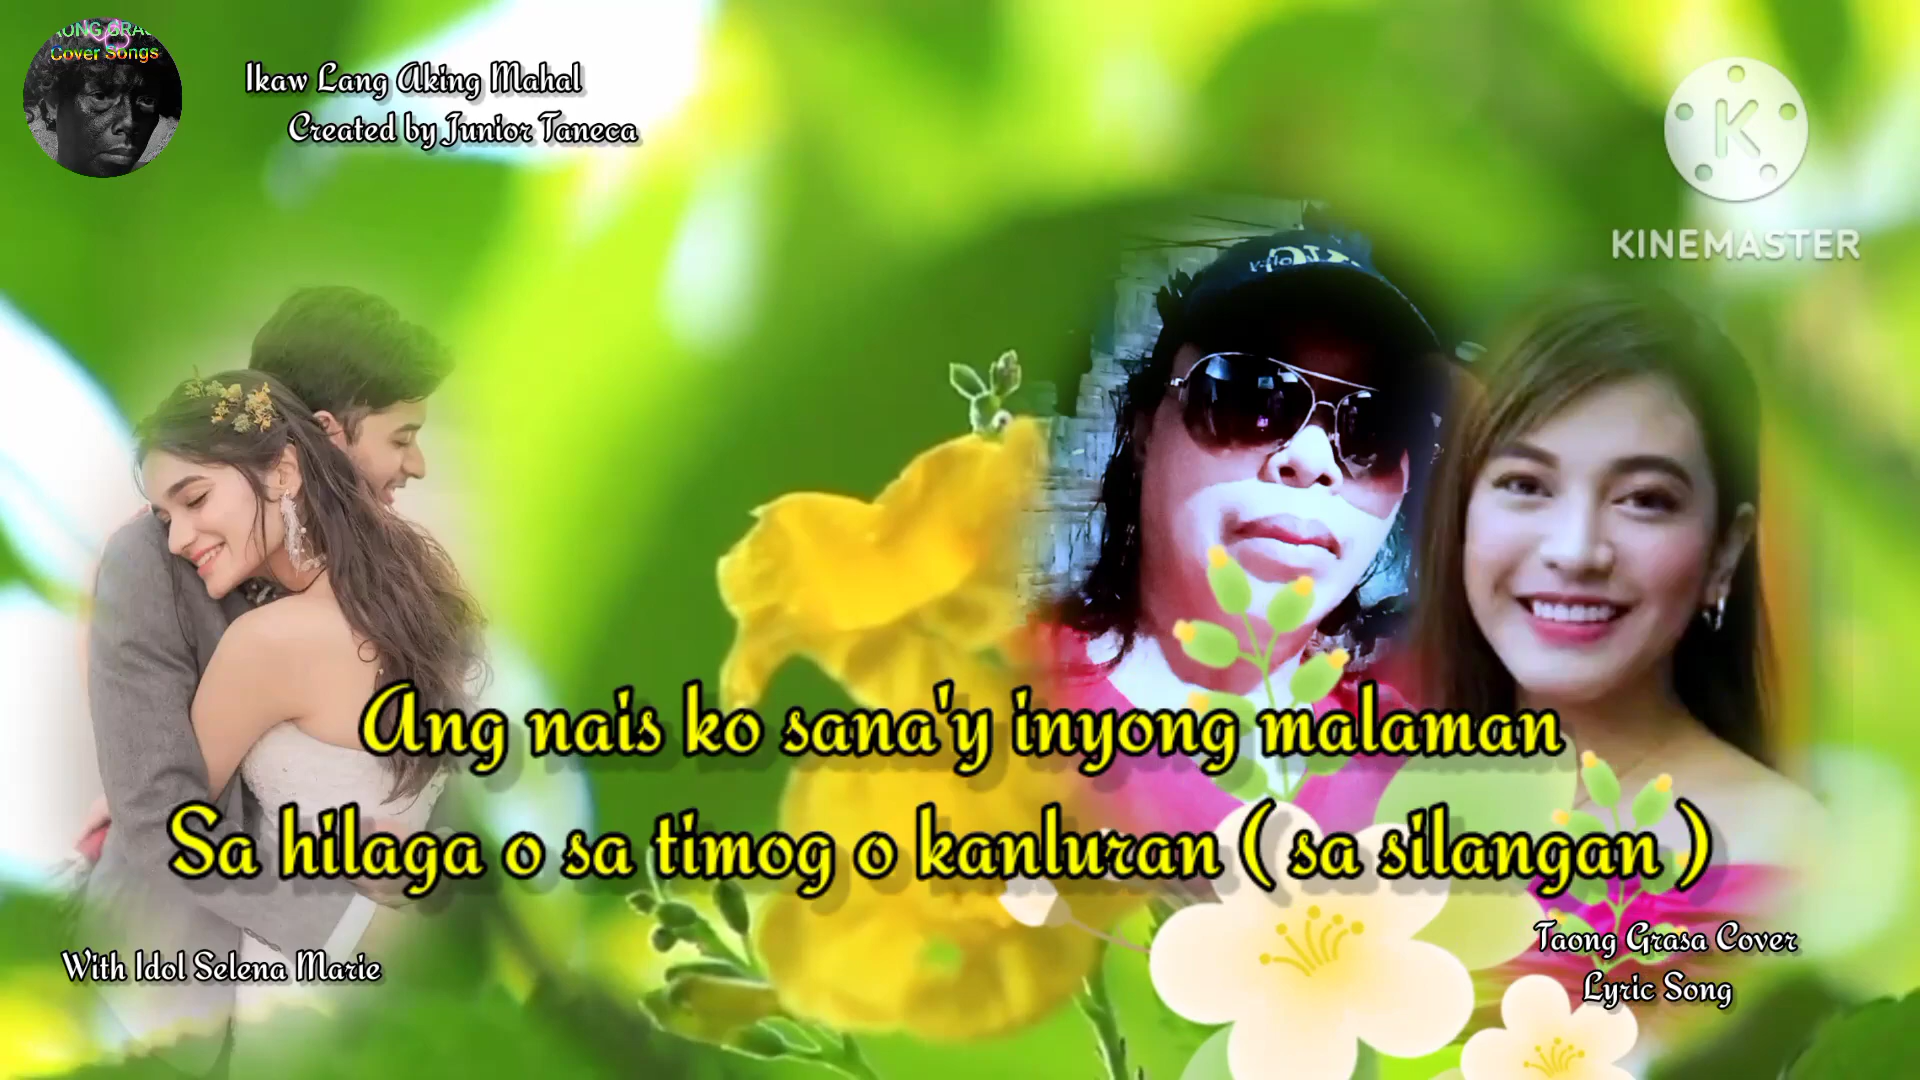 Cover Songs
Ikaw Lang Aking Mahal
Created by Junior Taneca
KINEMASTER
Ang nais ko sana'y inyong malaman
Sa hilaga o sa timog o kanluran ( sa silangan )
With Idol Selena Marie
Taong Grasa Cover
Lyric Song